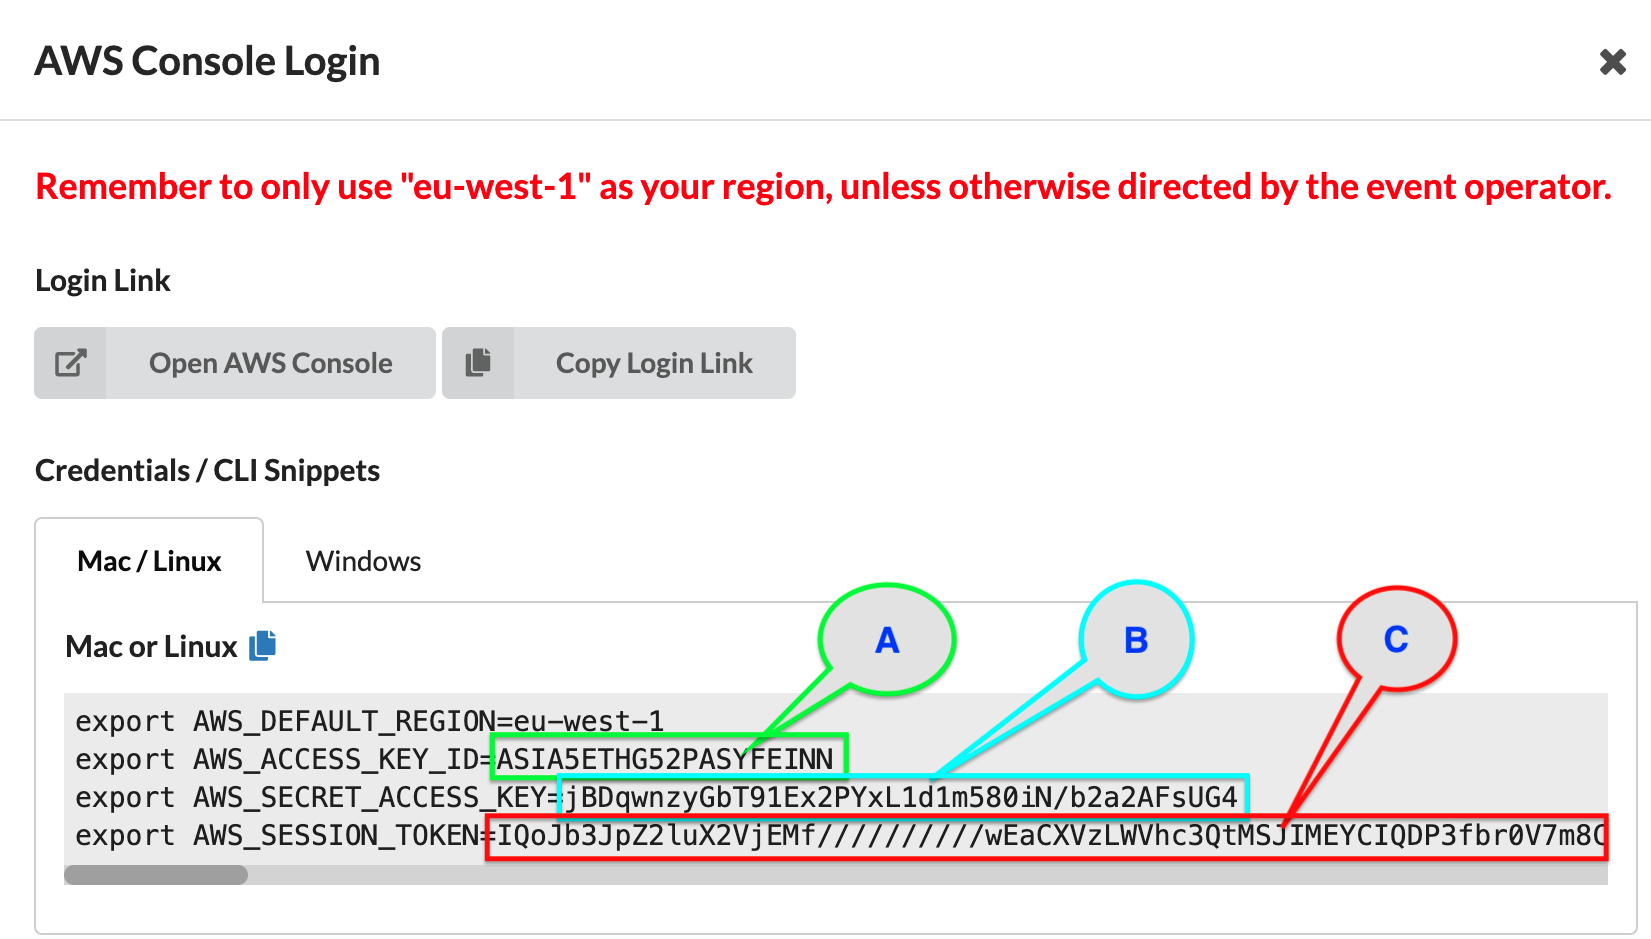 AWS Console Login
Remember to only use "eu-west-1" as your region, unless otherwise directed by the event operator.
Login Link
Open AWS Console
Copy Login Link
Credentials / CLI Snippets
Mac / Linux
Windows
A
B
C
Mac or Linux
export AWS_DEFAULT_REGION=eu-west-1
export AWS_ACCESS_KEY_ID=ASIA5ETHG52PASYFEINN
export AWS_SECRET_ACCESS_KEY=jBDqwnzyGbT91Ex2PYxL1d1m580iN/b2a2AFsUG4
export AWS_SESSION_TOKEN=IQoJb3JpZ2luX2VjEMf//////////wEaCXVzLWVhc3QtMSJIMEYCIQDP3fbr0V7m8C